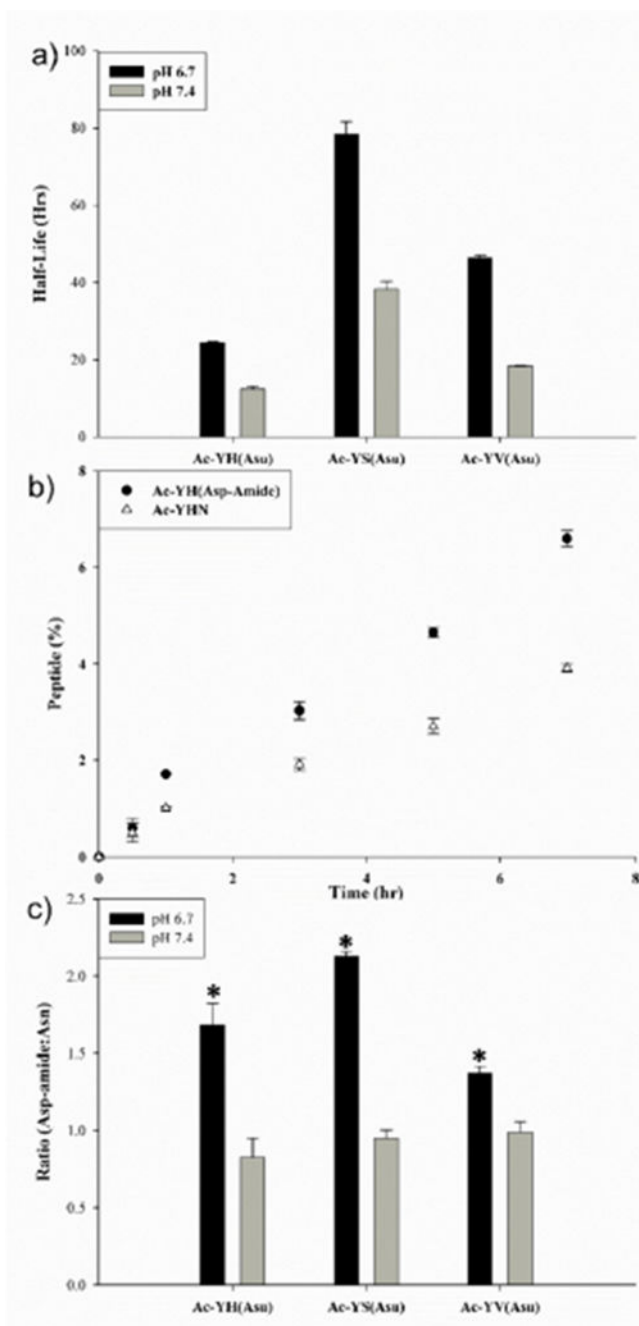 a)
pH 6.7
pH 7.4
Half-Life (Hrs)
100
80
60
40
20
0
Ac-YH(Asu) Ac-YS(Asu) Ac-YV(Asu)
b)
Ac-YH(Asp-Amide)
Ac-YHN
Peptide (%)
8
6
4
2
0
0 2 4 6 8
Time (hr)
c)
pH 6.7
pH 7.4
Ratio (Asp-amide:Asn)
2.5
2.0
1.5
1.0
0.5
0.0
* * *
Ac-YH(Asu) Ac-YS(Asu) Ac-YV(Asu)